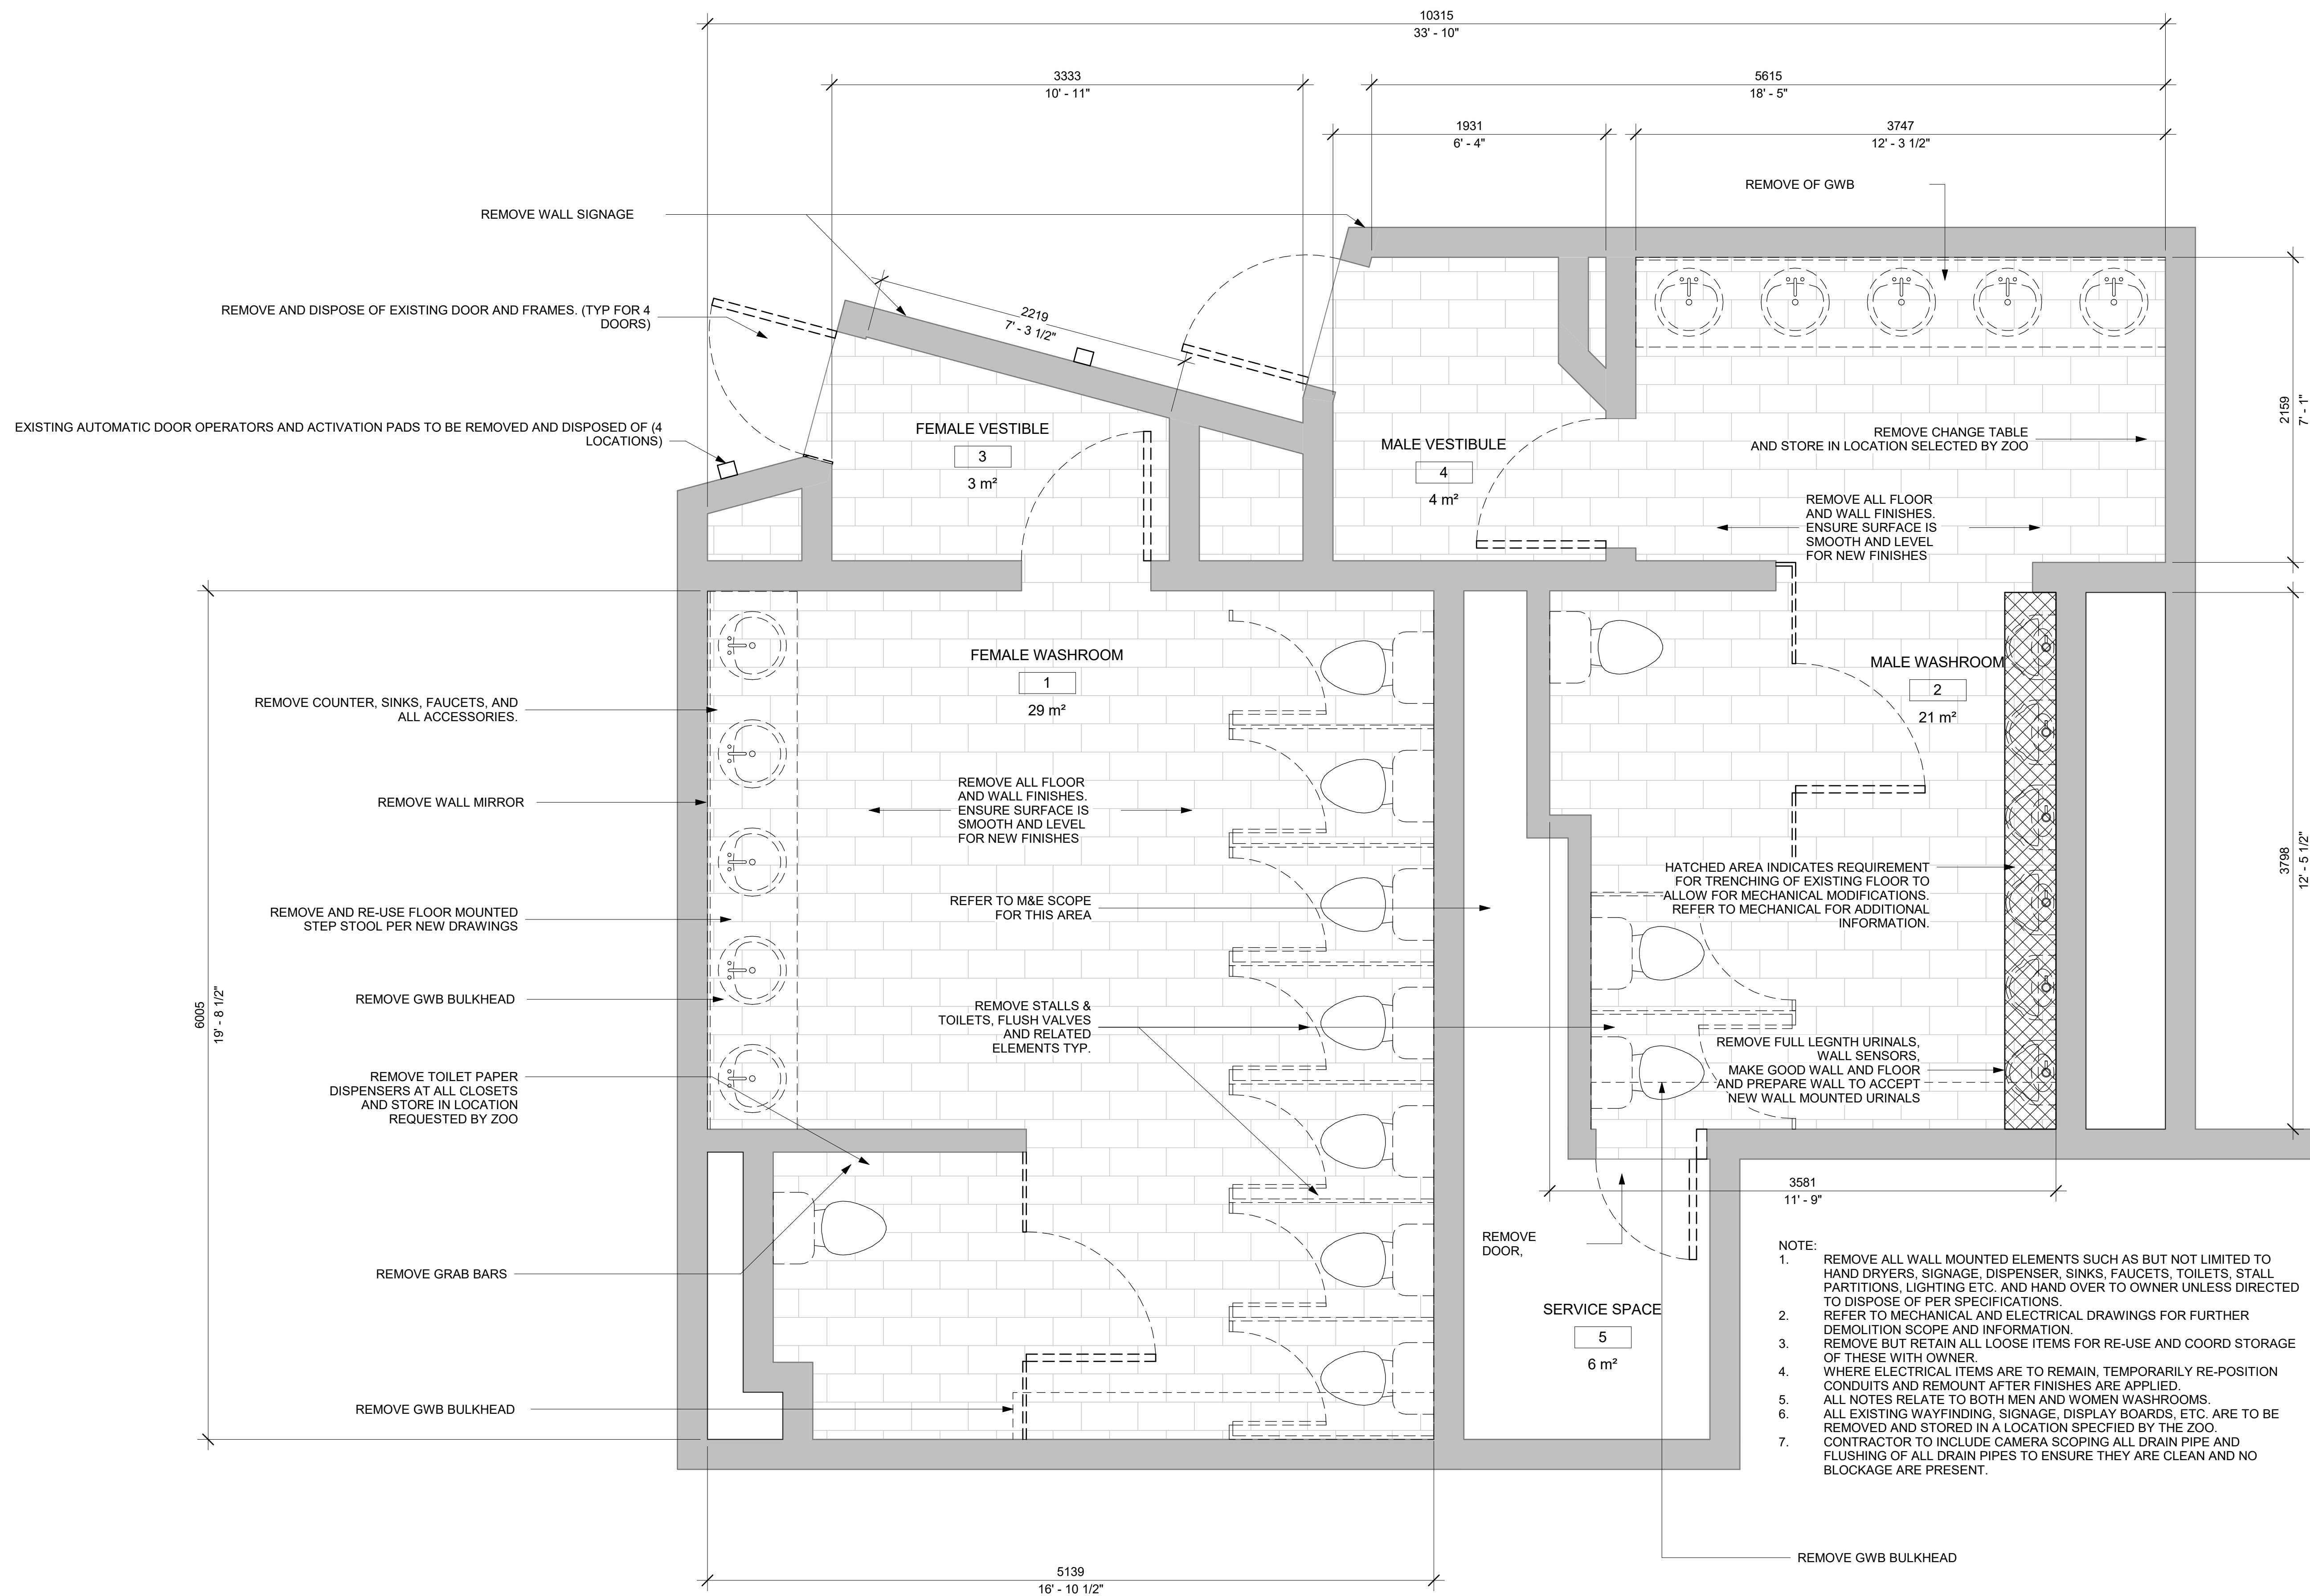 10315
33' - 10"
3333
10' - 11"
5615
18' - 5"
1931
6' - 4"
3747
12' - 3 1/2"
REMOVE OF GWB
REMOVE WALL SIGNAGE
REMOVE AND DISPOSE OF EXISTING DOOR AND FRAMES. (TYP FOR 4
DOORS)
2219
7' - 3 1/2"
2159
7' - 1"
EXISTING AUTOMATIC DOOR OPERATORS AND ACTIVATION PADS TO BE REMOVED AND DISPOSED OF (4
LOCATIONS)
FEMALE VESTIBLE
3
3 m²
MALE VESTIBULE
4
4 m²
REMOVE CHANGE TABLE
AND STORE IN LOCATION SELECTED BY ZOO
REMOVE ALL FLOOR
AND WALL FINISHES.
ENSURE SURFACE IS
SMOOTH AND LEVEL
FOR NEW FINISHES
FEMALE WASHROOM
1
29 m²
MALE WASHROOM
2
21 m²
REMOVE COUNTER, SINKS, FAUCETS, AND
ALL ACCESSORIES.
REMOVE WALL MIRROR
REMOVE ALL FLOOR
AND WALL FINISHES.
ENSURE SURFACE IS
SMOOTH AND LEVEL
FOR NEW FINISHES
3798
12' - 5 1/2"
HATCHED AREA INDICATES REQUIREMENT
FOR TRENCHING OF EXISTING FLOOR TO
ALLOW FOR MECHANICAL MODIFICATIONS.
REFER TO MECHANICAL FOR ADDITIONAL
INFORMATION.
REFER TO M&E SCOPE
FOR THIS AREA
REMOVE AND RE-USE FLOOR MOUNTED
STEP STOOL PER NEW DRAWINGS
6005
19' - 8 1/2"
REMOVE GWB BULKHEAD
REMOVE STALLS &
TOILETS, FLUSH VALVES
AND RELATED
ELEMENTS TYP.
REMOVE FULL LEGNTH URINALS,
WALL SENSORS,
MAKE GOOD WALL AND FLOOR
AND PREPARE WALL TO ACCEPT
NEW WALL MOUNTED URINALS
REMOVE TOILET PAPER
DISPENSERS AT ALL CLOSETS
AND STORE IN LOCATION
REQUESTED BY ZOO
3581
11' - 9"
REMOVE
DOOR,
REMOVE GRAB BARS
SERVICE SPACE
5
6 m²
REMOVE GWB BULKHEAD
NOTE:
1. REMOVE ALL WALL MOUNTED ELEMENTS SUCH AS BUT NOT LIMITED TO
HAND DRYERS, SIGNAGE, DISPENSER, SINKS, FAUCETS, TOILETS, STALL
PARTITIONS, LIGHTING ETC. AND HAND OVER TO OWNER UNLESS DIRECTED
TO DISPOSE OF PER SPECIFICATIONS.
2. REFER TO MECHANICAL AND ELECTRICAL DRAWINGS FOR FURTHER
DEMOLITION SCOPE AND INFORMATION.
3. REMOVE BUT RETAIN ALL LOOSE ITEMS FOR RE-USE AND COORD STORAGE
OF THESE WITH OWNER.
4. WHERE ELECTRICAL ITEMS ARE TO REMAIN, TEMPORARILY RE-POSITION
CONDUITS AND REMOUNT AFTER FINISHES ARE APPLIED.
5. ALL NOTES RELATE TO BOTH MEN AND WOMEN WASHROOMS.
6. ALL EXISTING WAYFINDING, SIGNAGE, DISPLAY BOARDS, ETC. ARE TO BE
REMOVED AND STORED IN A LOCATION SPECFIED BY THE ZOO.
7. CONTRACTOR TO INCLUDE CAMERA SCOPING ALL DRAIN PIPE AND
FLUSHING OF ALL DRAIN PIPES TO ENSURE THEY ARE CLEAN AND NO
BLOCKAGE ARE PRESENT.
REMOVE GWB BULKHEAD
5139
16' - 10 1/2"